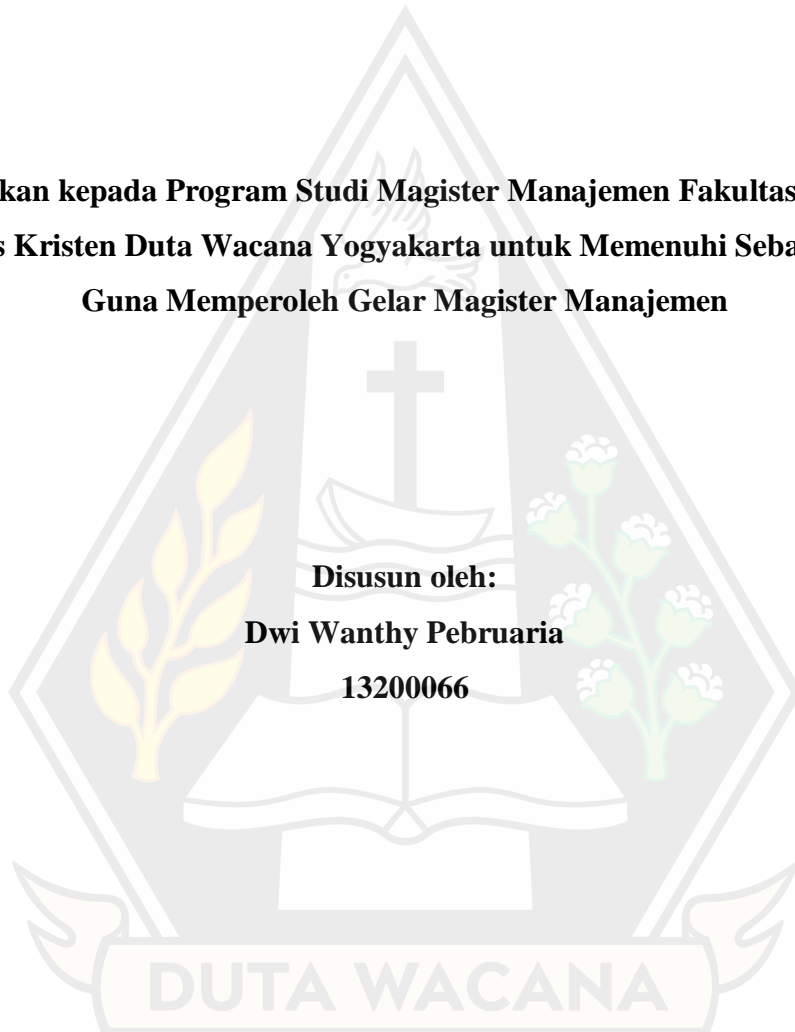 kan kepada Program Studi Magister Manajemen Fakultas
s Kristen Duta Wacana Yogyakarta untuk Memenuhi Seba
Guna Memperoleh Gelar Magister Manajemen
Disusun oleh:
Dwi Wanthy Pebruaria
13200066
DUTA WACANA